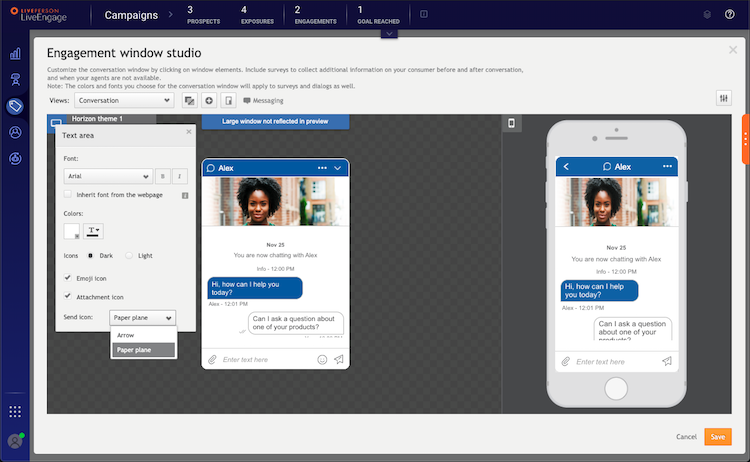 LIVEPERSON
LiveEngage
Campaigns
3
PROSPECTS
4
EXPOSURES
2
ENGAGEMENTS
1
GOAL REACHED
Engagement window studio
Customize the conversation window by clicking on window elements. Include surveys to collect additional information on your consumer before and after conversation,
and when your agents are not available.
Note: The colors and fonts you choose for the conversation window will apply to surveys and dialogs as well.
Views:
Conversation
Messaging
Horizon theme 1
Large window not reflected in preview
Text area
Font:
Arial
B
I
Inherit font from the webpage
Colors:
T
Icons
Dark
Light
Emoji icon
Attachment icon
Send icon:
Paper plane
Arrow
Paper plane
Alex
Nov 25
You are now chatting with Alex
Info - 12:00 PM
Hi, how can I help you
today?
Alex - 12:01 PM
Can I ask a question about
one of your products?
Enter text here
Alex
Nov 25
You are now chatting with Alex
Info - 12:00 PM
Hi, how can I help
you today?
Alex - 12:01 PM
Can I ask a question
about one of your
products?
Enter text here
Cancel
Save